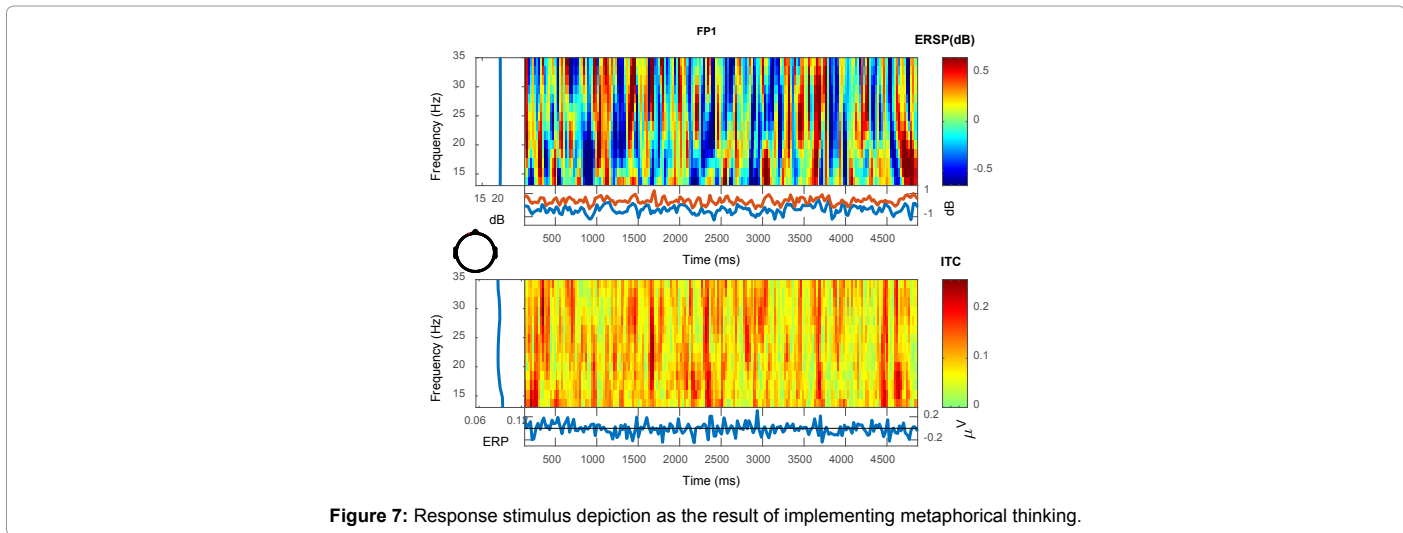 FP1
ERSP(dB)
35
30
25
20
15
Frequency (Hz)
0.5
0
-0.5
15 20
dB
1
-1
dB
500 1000 1500 2000 2500 3000 3500 4000 4500
Time (ms)
ITC
35
30
25
20
15
Frequency (Hz)
0.2
0.1
0
0.06
ERP
0.2
-0.2
μ V
500 1000 1500 2000 2500 3000 3500 4000 4500
Time (ms)
Figure 7: Response stimulus depiction as the result of implementing metaphorical thinking.